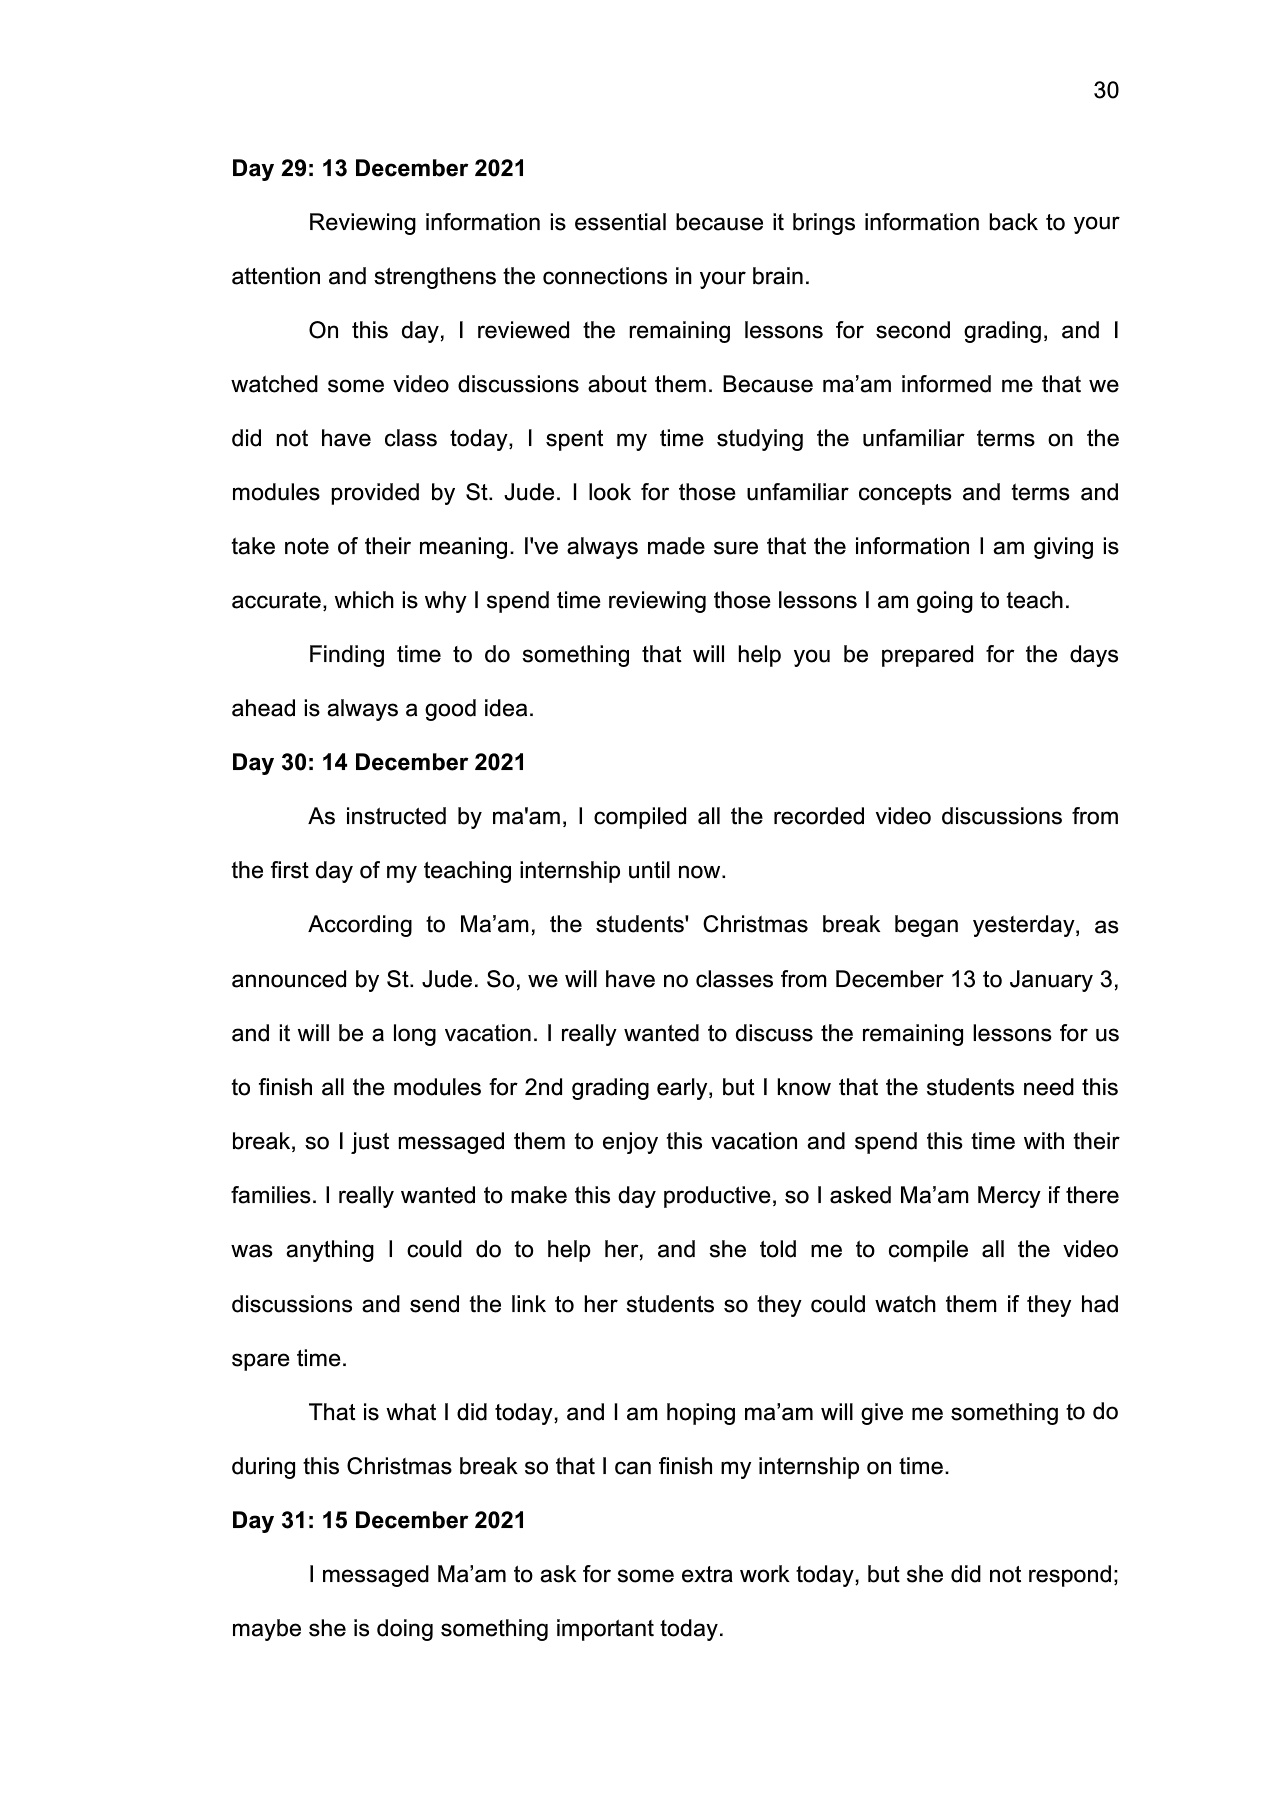 30
Day 29: 13 December 2021
Reviewing information is essential because it brings information back to your
attention and strengthens the connections in your brain.
On this day, I reviewed the remaining lessons for second grading, and I
watched some video discussions about them. Because ma’am informed me that we
did not have class today, I spent my time studying the unfamiliar terms on the
modules provided by St. Jude. I look for those unfamiliar concepts and terms and
take note of their meaning. I've always made sure that the information I am giving is
accurate, which is why I spend time reviewing those lessons I am going to teach.
Finding time to do something that will help you be prepared for the days
ahead is always a good idea.
Day 30: 14 December 2021
As instructed by ma'am, I compiled all the recorded video discussions from
the first day of my teaching internship until now.
According to Ma’am, the students' Christmas break began yesterday, as
announced by St. Jude. So, we will have no classes from December 13 to January 3,
and it will be a long vacation. I really wanted to discuss the remaining lessons for us
to finish all the modules for 2nd grading early, but I know that the students need this
break, so I just messaged them to enjoy this vacation and spend this time with their
families. I really wanted to make this day productive, so I asked Ma’am Mercy if there
was anything I could do to help her, and she told me to compile all the video
discussions and send the link to her students so they could watch them if they had
spare time.
That is what I did today, and I am hoping ma’am will give me something to do
during this Christmas break so that I can finish my internship on time.
Day 31: 15 December 2021
I messaged Ma’am to ask for some extra work today, but she did not respond;
maybe she is doing something important today.